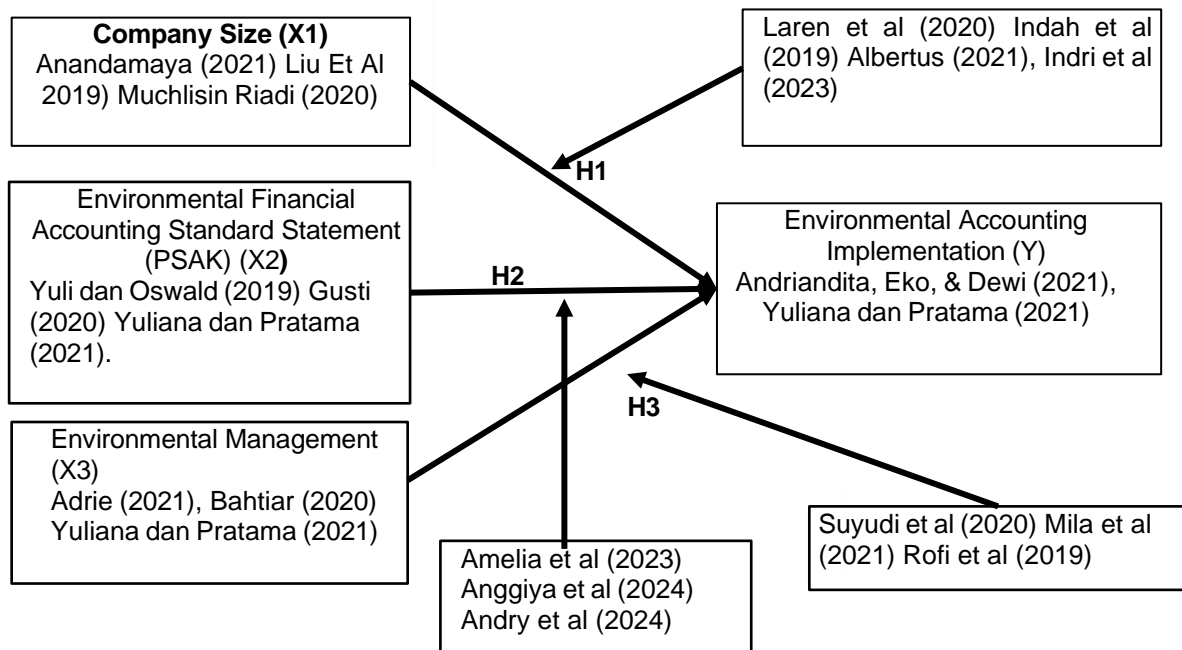 Company Size (X1)
Anandamaya (2021) Liu Et Al
2019) Muchlisin Riadi (2020)
Laren et al (2020) Indah et al
(2019) Albertus (2021), Indri et al
(2023)
H1
Environmental Financial
Accounting Standard Statement
(PSAK) (X2)
Yuli dan Oswald (2019) Gusti
(2020) Yuliana dan Pratama
(2021).
H2
Environmental Accounting
Implementation (Y)
Andriandita, Eko, & Dewi (2021),
Yuliana dan Pratama (2021)
H3
Environmental Management
(X3)
Adrie (2021), Bahtiar (2020)
Yuliana dan Pratama (2021)
Amelia et al (2023)
Anggiya et al (2024)
Andry et al (2024)
Suyudi et al (2020) Mila et al
(2021) Rofi et al (2019)